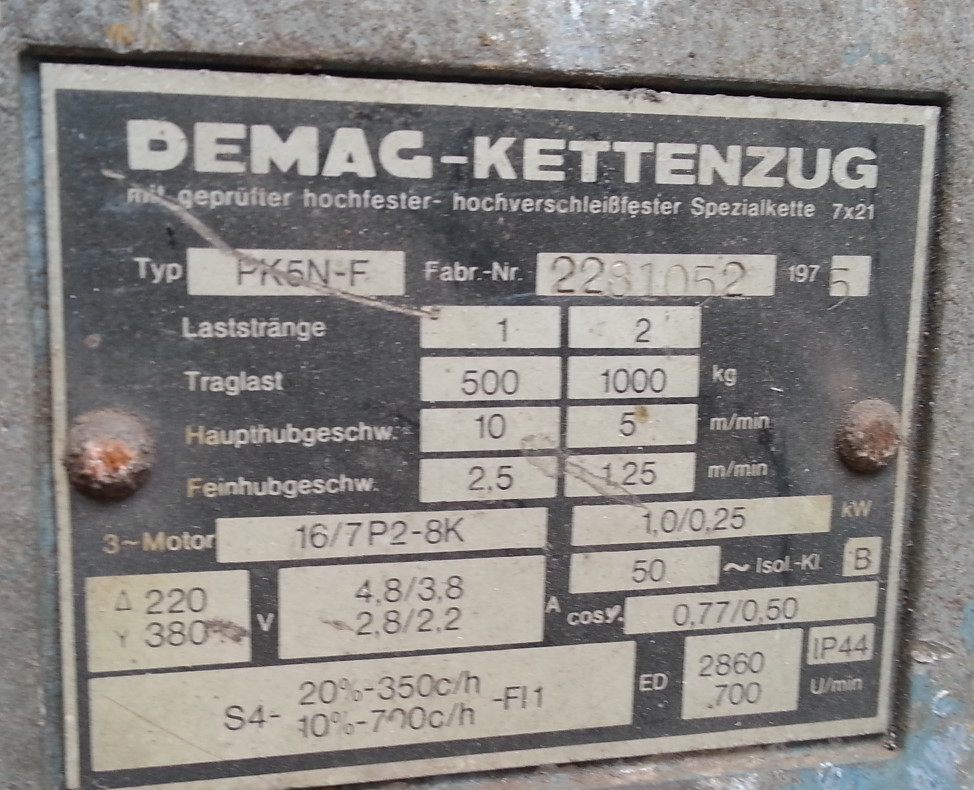 DEMAG-KETTENZUG
mit geprüfter hochfester- hochverschleißfester Spezialkette 7x21
Typ PK5N-F Fabr.-Nr. 2281052 1975
Laststränge 1 2
Traglast 500 1000 kg
Haupthubgeschw. 10 5 m/min
Feinhubgeschw. 2,5 1,25 m/min
3~Motor 16/7P2-8K 1,0/0,25 kW
50 ~ Isol.-Kl. B
Δ 220 V 4,8/3,8 A cosφ. 0,77/0,50
Y 380 2,8/2,2
S4- 20%-350c/h -FI1 ED 2860 IP44
10%-700c/h 700 U/min